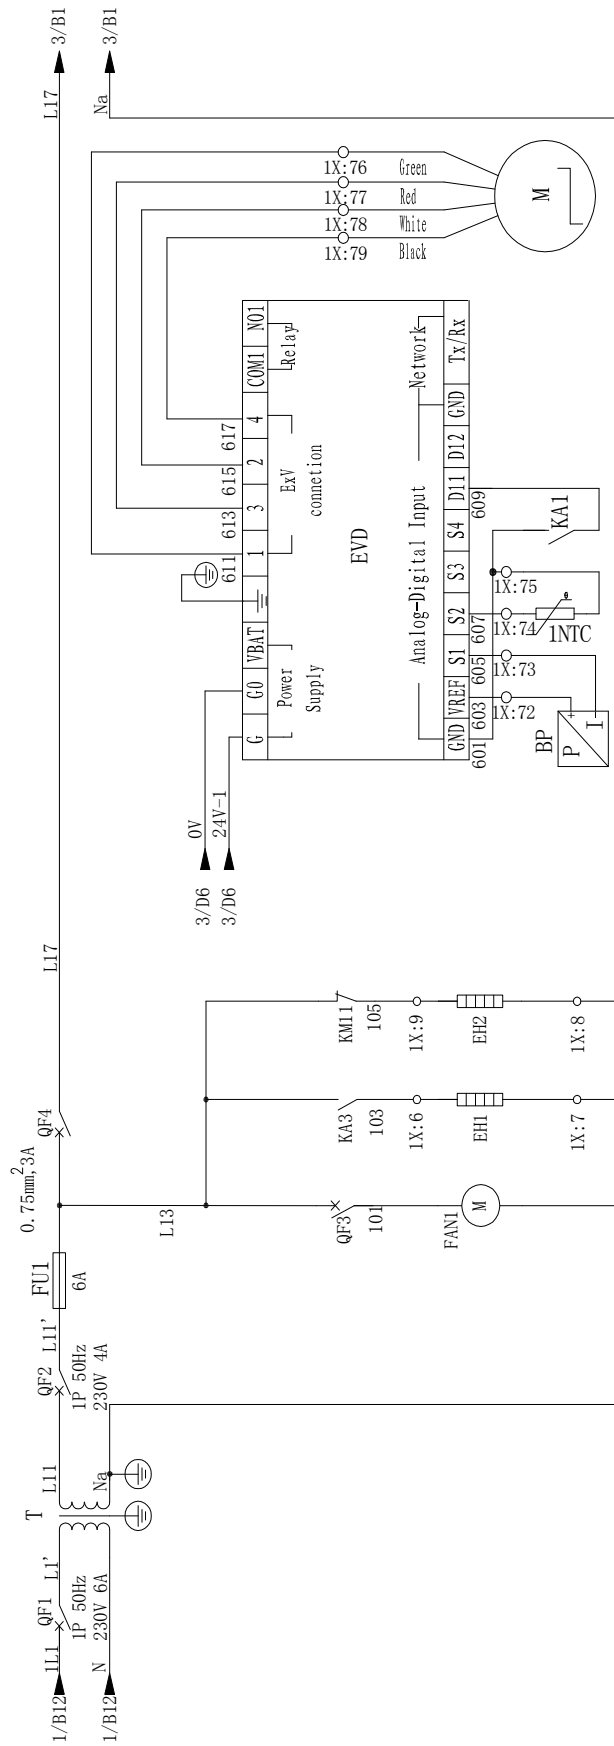 1/B12
1L1
QF1
1P 50Hz
230V 6A
L1'
1/B12
N
T
L11
Na
QF2
1P 50Hz
230V 4A
L11'
FU1
6A
0.75mm²,3A
QF4
L17
L17
3/B1
Na
3/B1
L13
QF3
101
FAN1
M
KA3
103
1X:6
EH1
1X:7
KM11
105
1X:9
EH2
1X:8
3/D6
0V
3/D6
24V-1
G
G0
VBAT
1
3
2
4
COM1
NO1
611
613
615
617
Power
Supply
ExV
connetion
Relay
EVD
Analog-Digital Input
Network
GND
VREF
S1
S2
S3
S4
D11
D12
GND
Tx/Rx
601
603
605
607
609
1X:72
1X:73
1X:74
1X:75
BP
P
+
I
θ
1NTC
KA1
1X:76
Green
1X:77
Red
1X:78
White
1X:79
Black
M